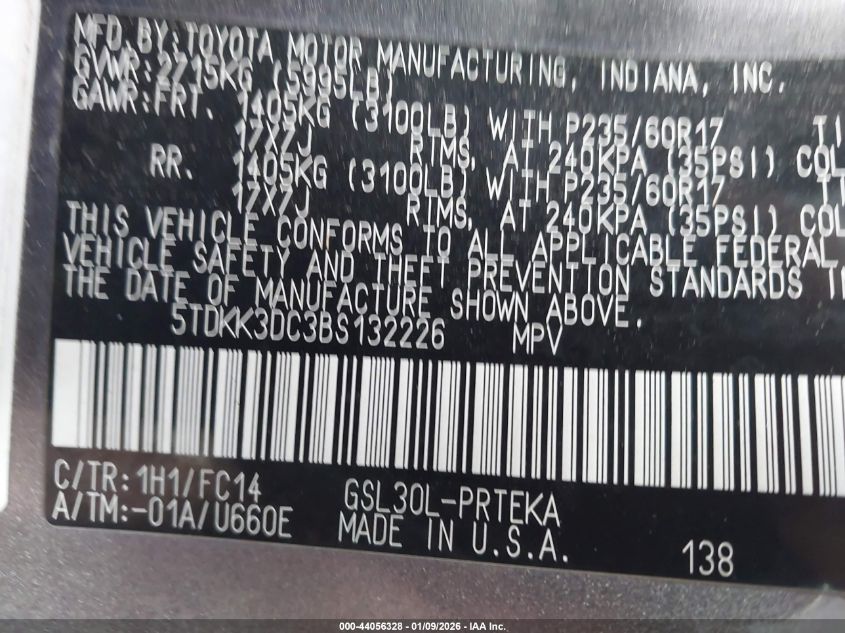 MFD. BY: TOYOTA MOTOR MANUFACTURING, INDIANA, INC.
GVWR: 2715KG (5995LB)
GAWR: FRT. 1405KG (3100LB) WITH P235/60R17 TI
17X7J RIMS, AT 240KPA (35PSI) COL
RR. 1405KG (3100LB) WITH P235/60R17 TI
17X7J RIMS, AT 240KPA (35PSI) COL
THIS VEHICLE CONFORMS TO ALL APPLICABLE FEDERAL
VEHICLE SAFETY AND THEFT PREVENTION STANDARDS I
THE DATE OF MANUFACTURE SHOWN ABOVE.
5TDKK3DC3BS132226 MPV
C/TR: 1H1/FC14 GSL30L-PRTEKA
A/TM: -01A/U660E MADE IN U.S.A. 138
000-44056328 - 01/09/2026 - IAA Inc.